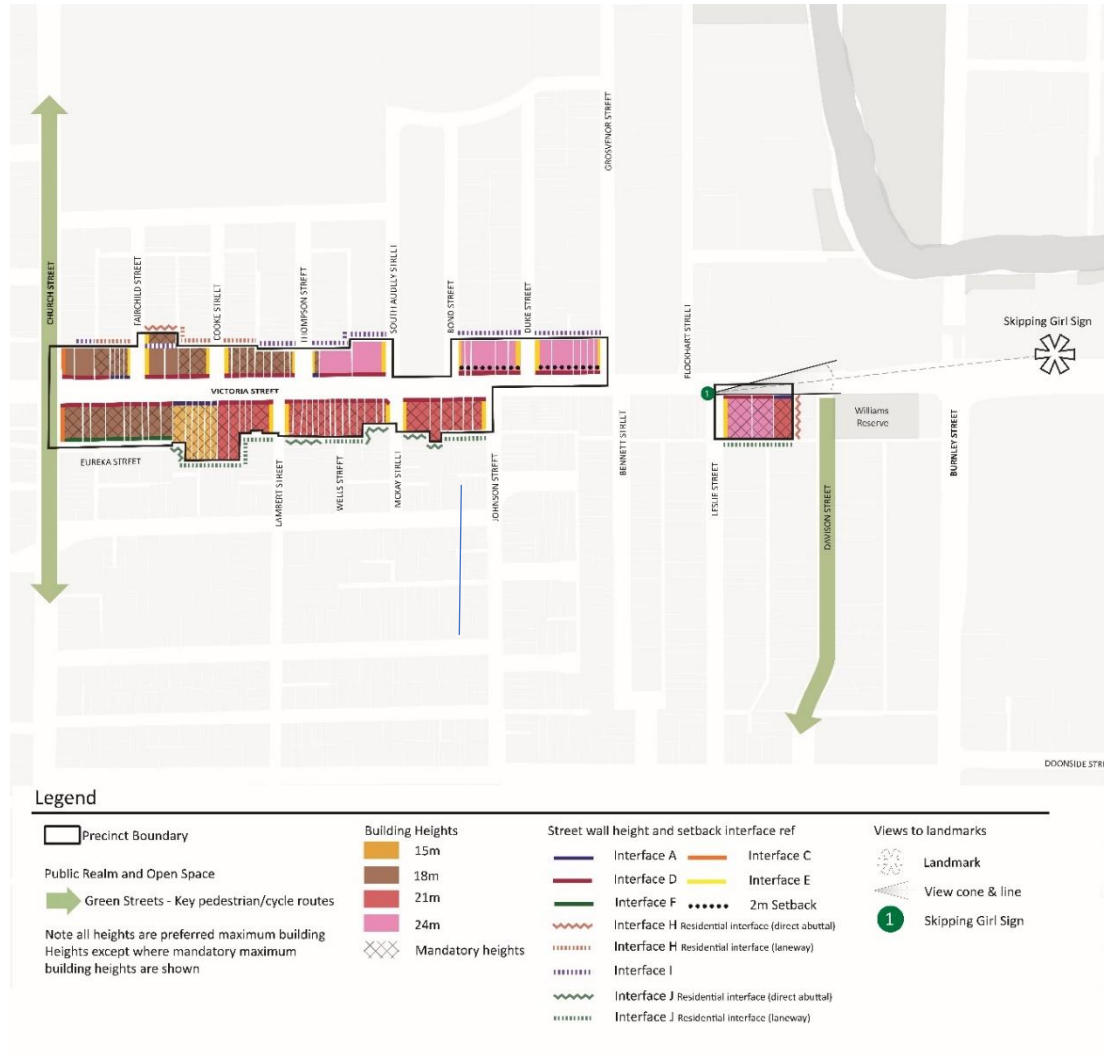 GROSVENOR STREET
CHURCH STREET
FAIRCHILD STREET
COOKE STREET
THOMPSON STREET
SOUTH AUDLEY STREET
BOND STREET
DUKE STREET
FLOCKHART STREET
Skipping Girl Sign
VICTORIA STREET
1
Williams
Reserve
EUREKA STREET
LAMBERT STREET
WELLS STREET
MCKAY STREET
JOHNSON STREET
BENNETT STREET
LESLIE STREET
DAVISON STREET
BURNLEY STREET
DOONSIDE STRE
Legend
Precinct Boundary
Public Realm and Open Space
Green Streets - Key pedestrian/cycle routes
Note all heights are preferred maximum building
Heights except where mandatory maximum
building heights are shown
Building Heights
15m
18m
21m
24m
Mandatory heights
Street wall height and setback interface ref
Interface A
Interface C
Interface D
Interface E
Interface F
2m Setback
Interface H Residential interface (direct abuttal)
Interface H Residential interface (laneway)
Interface I
Interface J Residential interface (direct abuttal)
Interface J Residential interface (laneway)
Views to landmarks
Landmark
View cone & line
1 Skipping Girl Sign